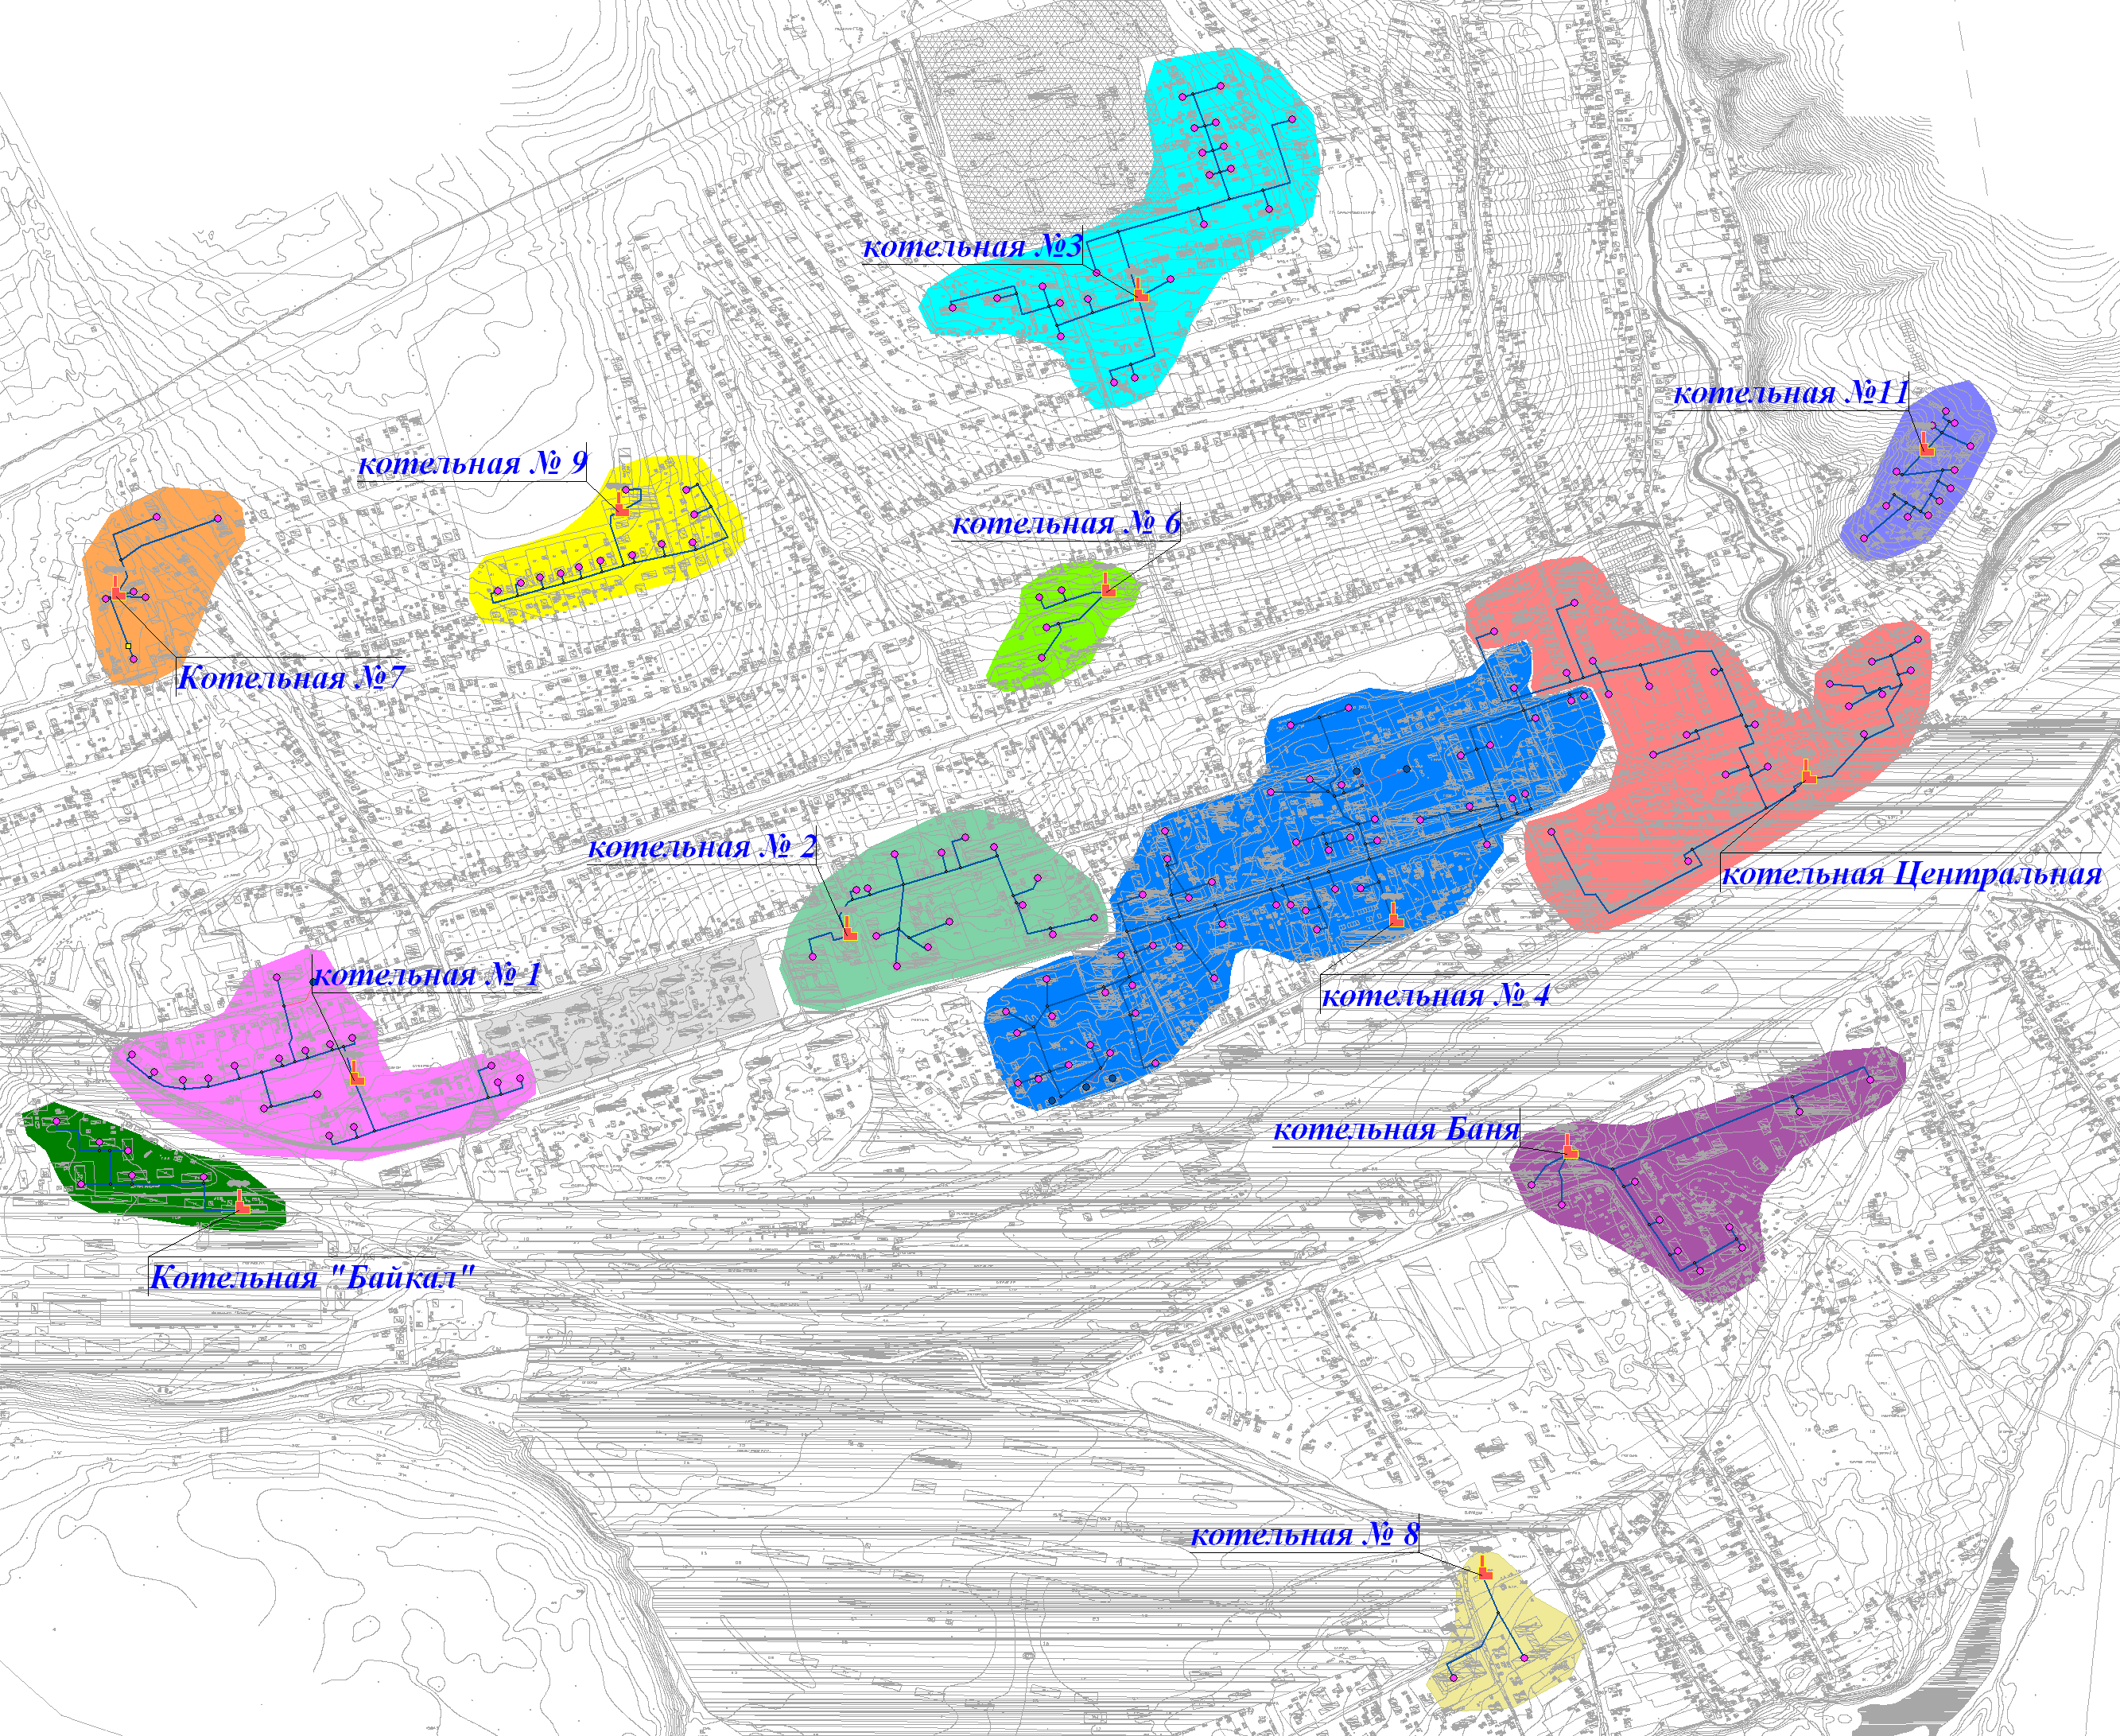 котельная №3
котельная №11
котельная № 9
котельная № 6
Котельная №7
котельная № 2
котельная Центральная
котельная № 1
котельная № 4
котельная Баня
Котельная "Байкал"
котельная № 8